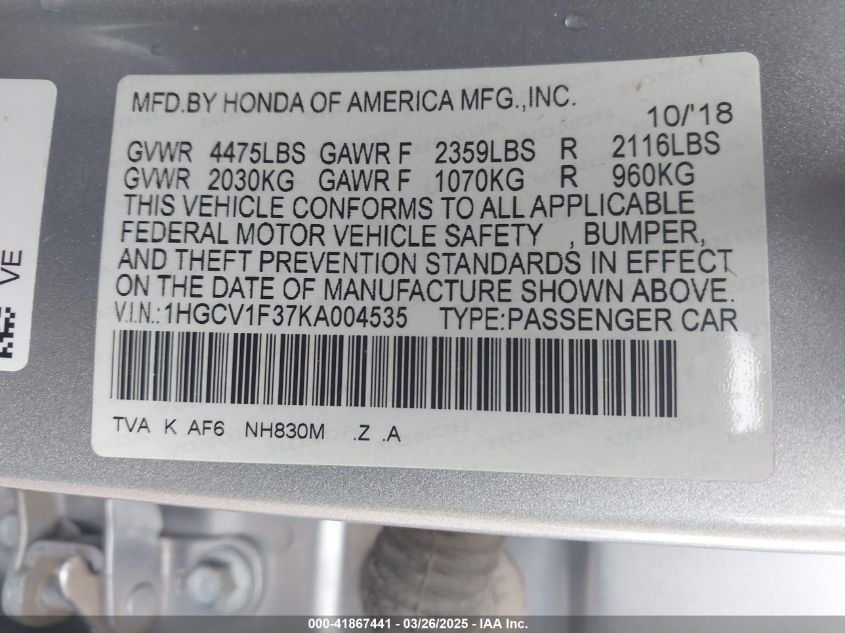 MFD.BY HONDA OF AMERICA MFG.,INC.
10/'18
GVWR 4475LBS GAWR F 2359LBS R 2116LBS
GVWR 2030KG GAWR F 1070KG R 960KG
THIS VEHICLE CONFORMS TO ALL APPLICABLE
FEDERAL MOTOR VEHICLE SAFETY , BUMPER,
AND THEFT PREVENTION STANDARDS IN EFFECT
ON THE DATE OF MANUFACTURE SHOWN ABOVE.
V.I.N.:1HGCV1F37KA004535 TYPE:PASSENGER CAR
TVA K AF6 NH830M .Z .A
VE
000-41867441 - 03/26/2025 - IAA Inc.